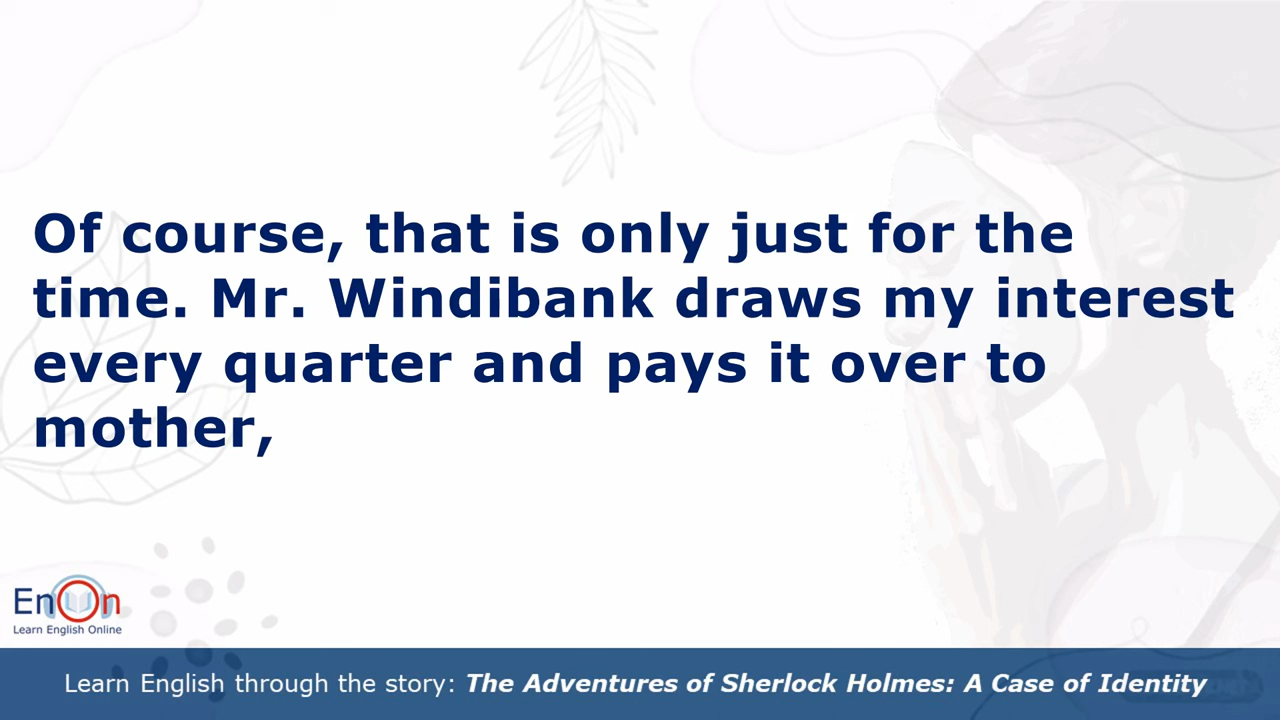 Of course, that is only just for the
time. Mr. Windibank draws my interest
every quarter and pays it over to
mother,
EnOn
Learn English Online
Learn English through the story: The Adventures of Sherlock Holmes: A Case of Identity